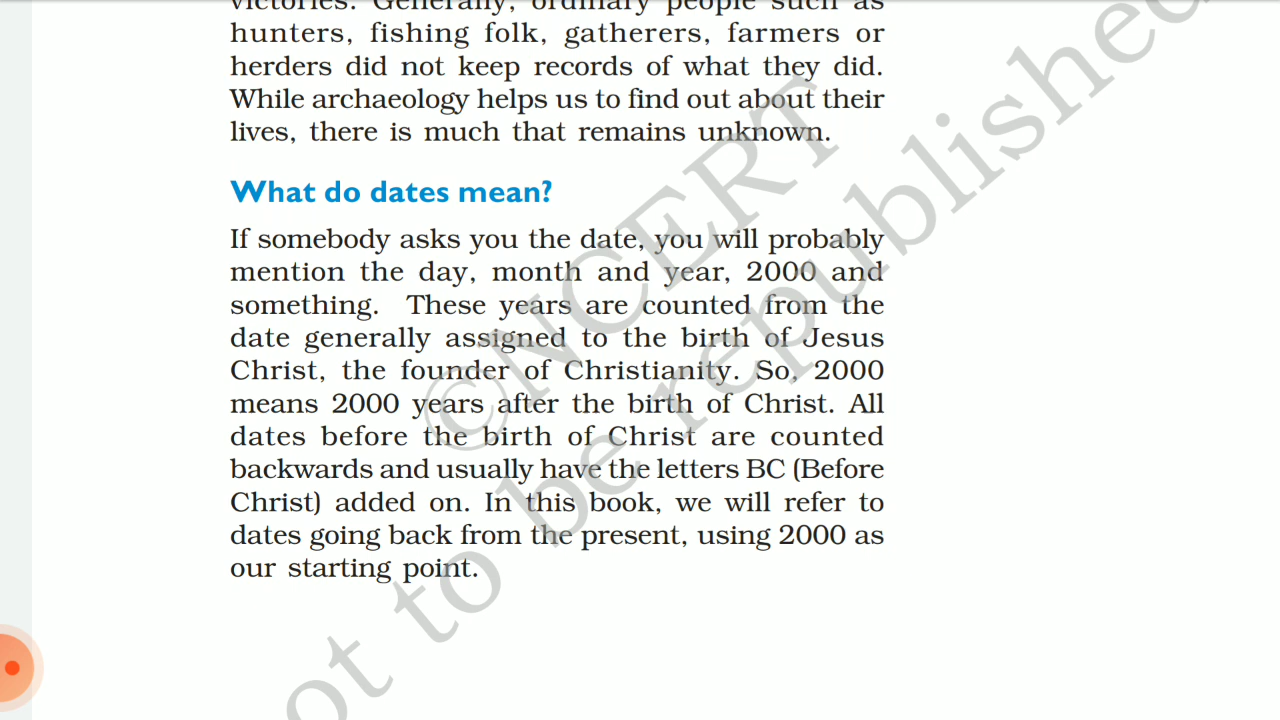 victories. Generally, ordinary people such as
hunters, fishing folk, gatherers, farmers or
herders did not keep records of what they did.
While archaeology helps us to find out about their
lives, there is much that remains unknown.
What do dates mean?
If somebody asks you the date, you will probably
mention the day, month and year, 2000 and
something. These years are counted from the
date generally assigned to the birth of Jesus
Christ, the founder of Christianity. So, 2000
means 2000 years after the birth of Christ. All
dates before the birth of Christ are counted
backwards and usually have the letters BC (Before
Christ) added on. In this book, we will refer to
dates going back from the present, using 2000 as
our starting point.
©NCERT
not to be republished